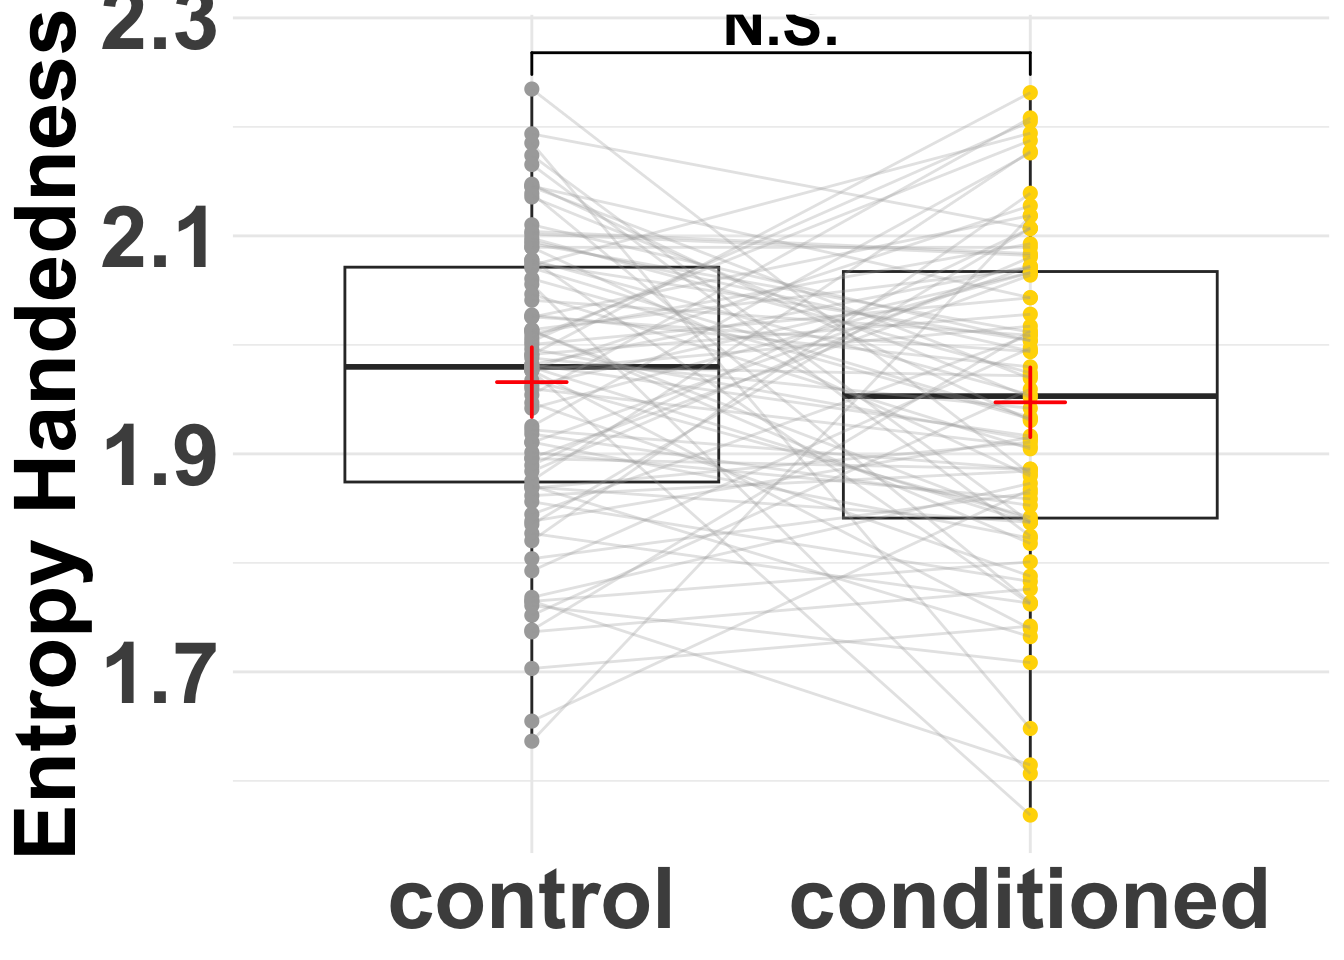 Entropy Handedness
2.3
2.1
1.9
1.7
N.S.
control
conditioned